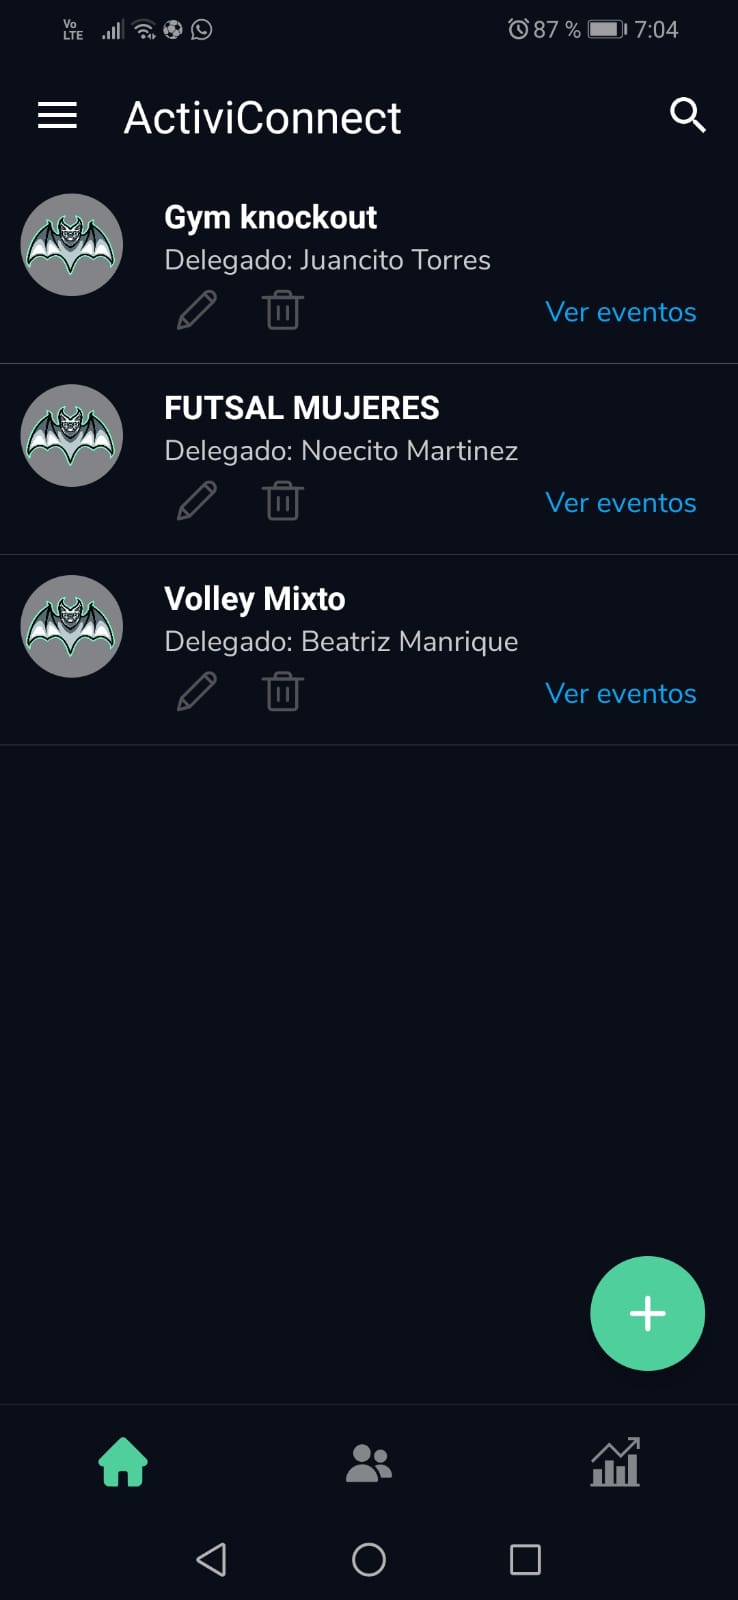 Vo
LTE
87 %
7:04
ActiviConnect
Gym knockout
Delegado: Juancito Torres
Ver eventos
FUTSAL MUJERES
Delegado: Noecito Martinez
Ver eventos
Volley Mixto
Delegado: Beatriz Manrique
Ver eventos